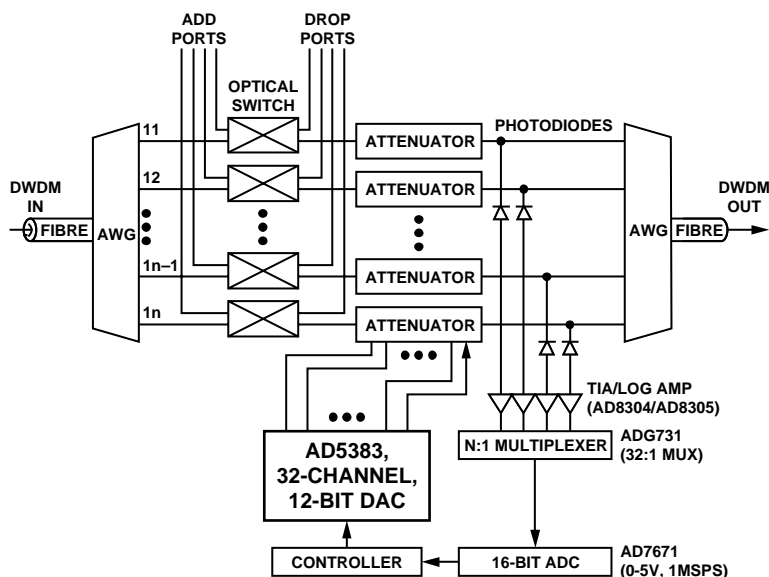 ADD
PORTS
DROP
PORTS
OPTICAL
SWITCH
PHOTODIODES
11
ATTENUATOR
12
ATTENUATOR
DWDM
IN
FIBRE
AWG
AWG
FIBRE
DWDM
OUT
1n–1
ATTENUATOR
1n
ATTENUATOR
TIA/LOG AMP
(AD8304/AD8305)
N:1 MULTIPLEXER
ADG731
(32:1 MUX)
AD5383,
32-CHANNEL,
12-BIT DAC
CONTROLLER
16-BIT ADC
AD7671
(0-5V, 1MSPS)